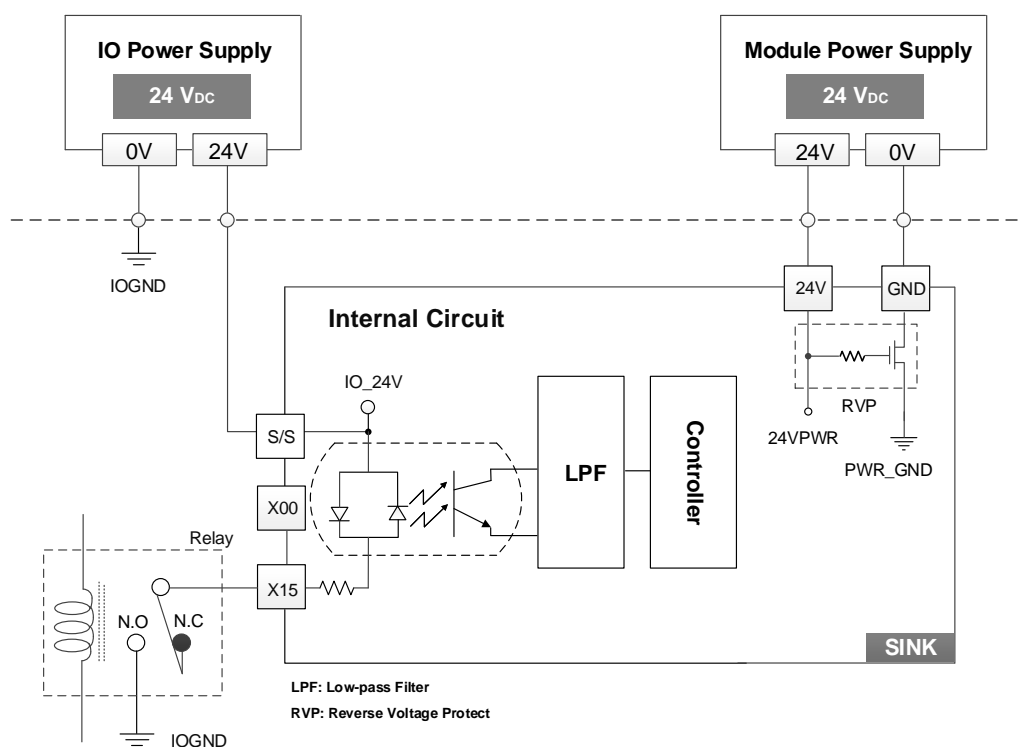 IO Power Supply
24 VDC
0V
24V
Module Power Supply
24 VDC
24V
0V
IOGND
24V
GND
Internal Circuit
RVP
24VPWR
PWR_GND
IO_24V
S/S
X00
X15
LPF
Controller
Relay
N.O
N.C
IOGND
SINK
LPF: Low-pass Filter
RVP: Reverse Voltage Protect